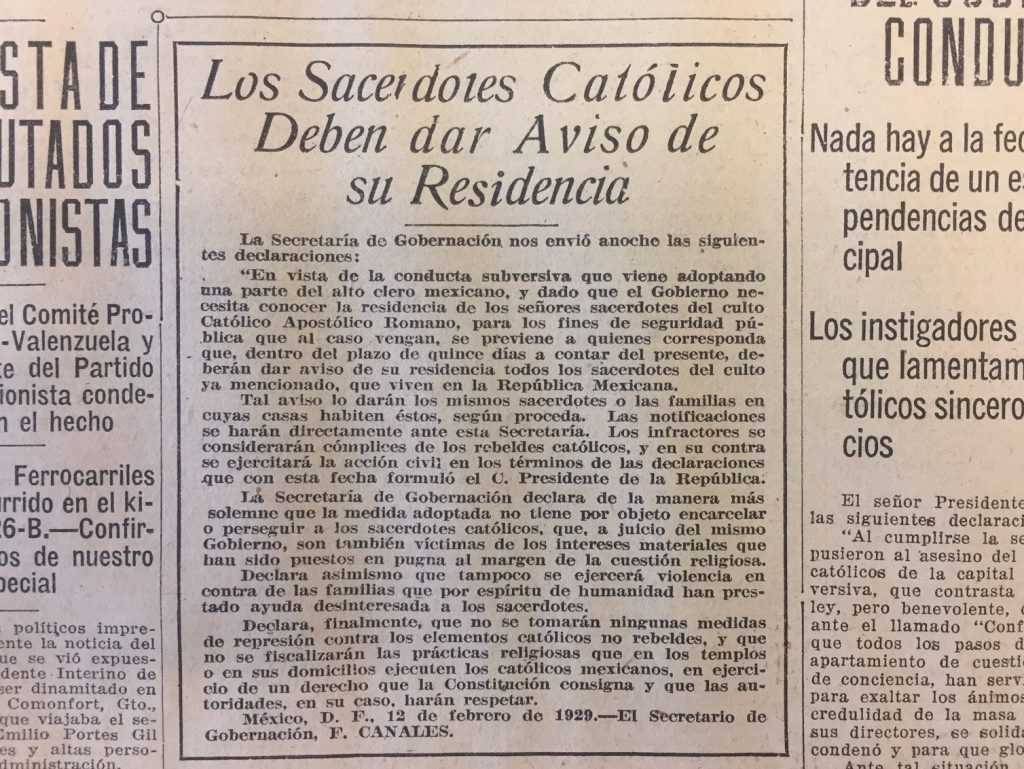 STA DE
UTADOS
ONISTAS
el Comité Pro-
-Valenzuela y
te del Partido
ionista conde-
n el hecho
Ferrocarriles
urrido en el ki-
26-B.—Confir-
os de nuestro
pecial
políticos impre-
ente la noticia del
que se vió expues-
dente Interino de
ser dinamitado en
Comonfort, Gto.,
que viajaba el se-
Emilio Portes Gil
es y altas perso-
administración.
Los Sacerdotes Católicos
Deben dar Aviso de
su Residencia
La Secretaría de Gobernación nos envió anoche las siguien-
tes declaraciones:
"En vista de la conducta subversiva que viene adoptando
una parte del alto clero mexicano, y dado que el Gobierno ne-
cesita conocer la residencia de los señores sacerdotes del culto
Católico Apostólico Romano, para los fines de seguridad pú-
blica que al caso vengan, se previene a quienes corresponda
que, dentro del plazo de quince días a contar del presente, de-
berán dar aviso de su residencia todos los sacerdotes del culto
ya mencionado, que viven en la República Mexicana.
Tal aviso lo darán los mismos sacerdotes o las familias en
cuyas casas habiten éstos, según proceda. Las notificaciones
se harán directamente ante esta Secretaría. Los infractores se
considerarán cómplices de los rebeldes católicos, y en su contra
se ejercitará la acción civil en los términos de las declaraciones
que con esta fecha formuló el C. Presidente de la República.
La Secretaría de Gobernación declara de la manera más
solemne que la medida adoptada no tiene por objeto encarcelar
o perseguir a los sacerdotes católicos, que, a juicio del mismo
Gobierno, son también víctimas de los intereses materiales que
han sido puestos en pugna al margen de la cuestión religiosa.
Declara asimismo que tampoco se ejercerá violencia en
contra de las familias que por espíritu de humanidad han pres-
tado ayuda desinteresada a los sacerdotes.
Declara, finalmente, que no se tomarán ningunas medidas
de represión contra los elementos católicos no rebeldes, y que
no se fiscalizarán las prácticas religiosas que en los templos
o en sus domicilios ejecuten los católicos mexicanos, en ejerci-
cio de un derecho que la Constitución consigna y que las au-
toridades, en su caso, harán respetar.
México, D. F., 12 de febrero de 1929.—El Secretario de
Gobernación, F. CANALES.
CONDU
Nada hay a la fec
tencia de un es
pendencias de
cipal
Los instigadores
que lamentam
tólicos sincero
cios
El señor Presidente
las siguientes declaraci
"Al cumplirse la se
pusieron al asesino del
católicos de la capital
versiva, que contrasta
ley, pero benevolente,
ante el llamado "Conf
que todos los pasos d
apartamiento de cuesti
de conciencia, han servi
para exaltar los ánimos
credulidad de la masa
sus directores, se solida
condenó y para que glo
Ante tal situación